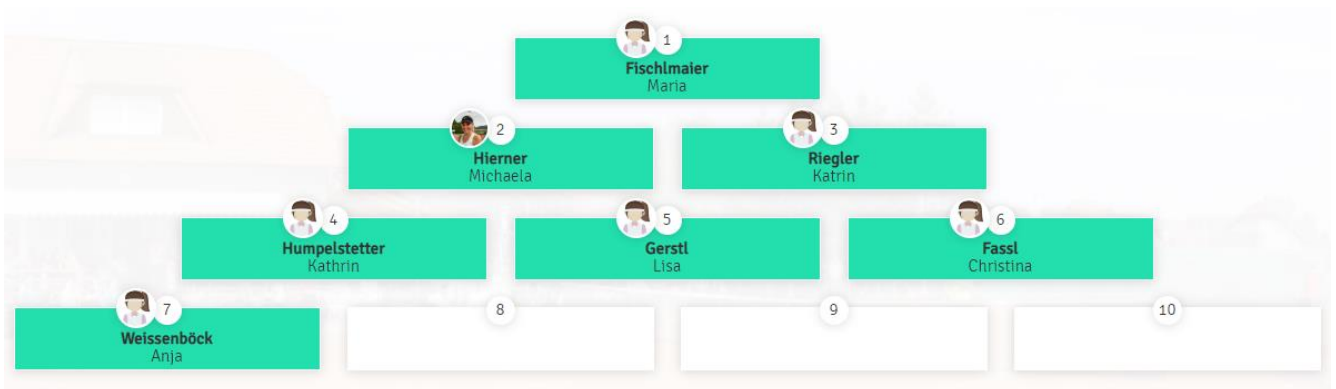 1
Fischlmaier
Maria
2
Hierner
Michaela
3
Riegler
Katrin
4
Humpelstetter
Kathrin
5
Gerstl
Lisa
6
Fassl
Christina
7
Weissenböck
Anja
8
9
10